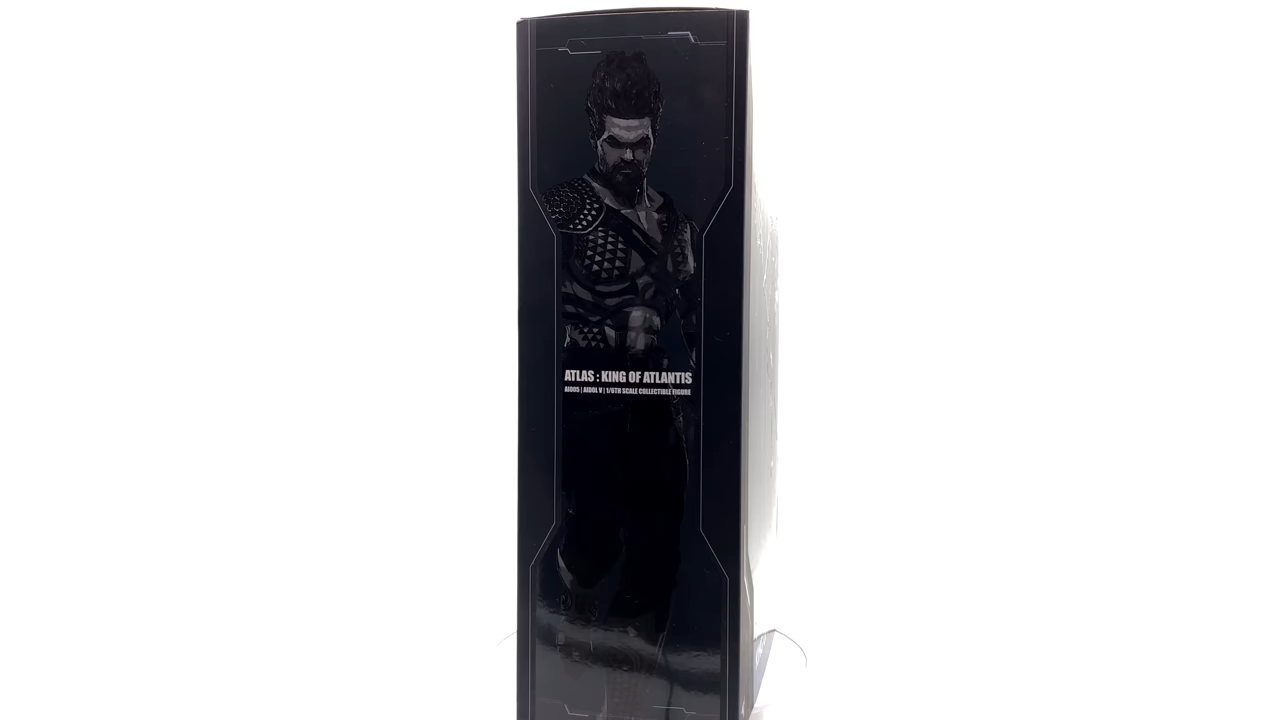 ATLAS : KING OF ATLANTIS
AI005 | AIDOL V | 1/6TH SCALE COLLECTIBLE FIGURE